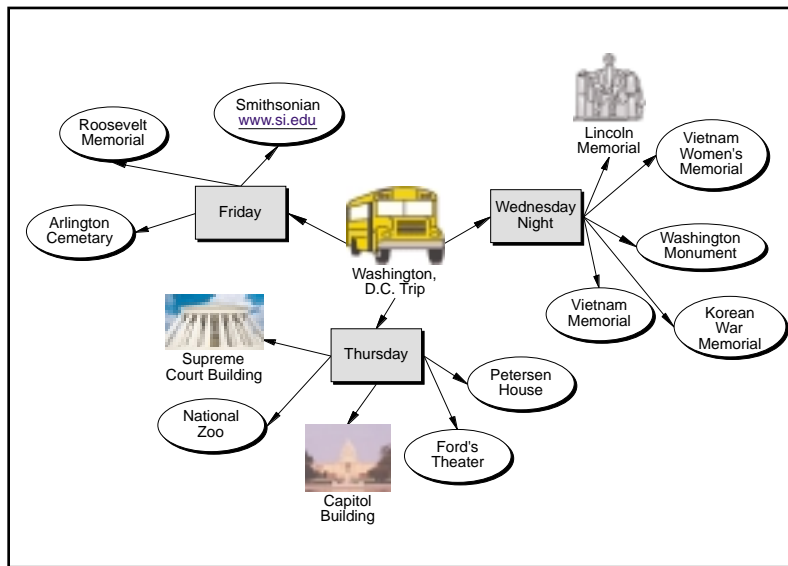 Smithsonian
www.si.edu
Roosevelt
Memorial
Arlington
Cemetary
Friday
Washington,
D.C. Trip
Wednesday
Night
Lincoln
Memorial
Vietnam
Women's
Memorial
Washington
Monument
Korean
War
Memorial
Vietnam
Memorial
Thursday
Supreme
Court Building
National
Zoo
Capitol
Building
Ford's
Theater
Petersen
House